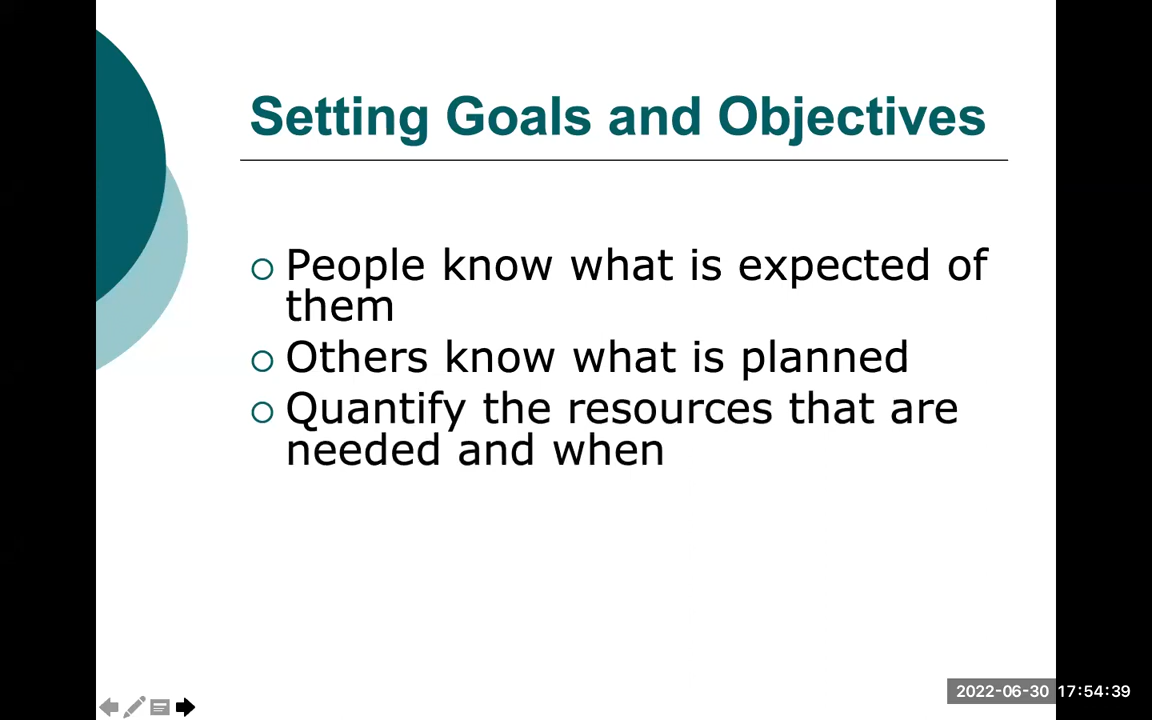 Setting Goals and Objectives
People know what is expected of
them
Others know what is planned
Quantify the resources that are
needed and when
2022-06-30 17:54:39